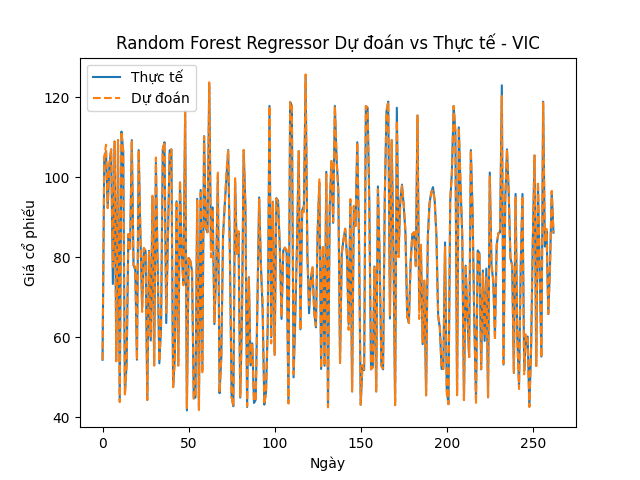 Random Forest Regressor Dự đoán vs Thực tế - VIC
Thực tế
Dự đoán
120
100
80
60
40
Giá cổ phiếu
0 50 100 150 200 250
Ngày